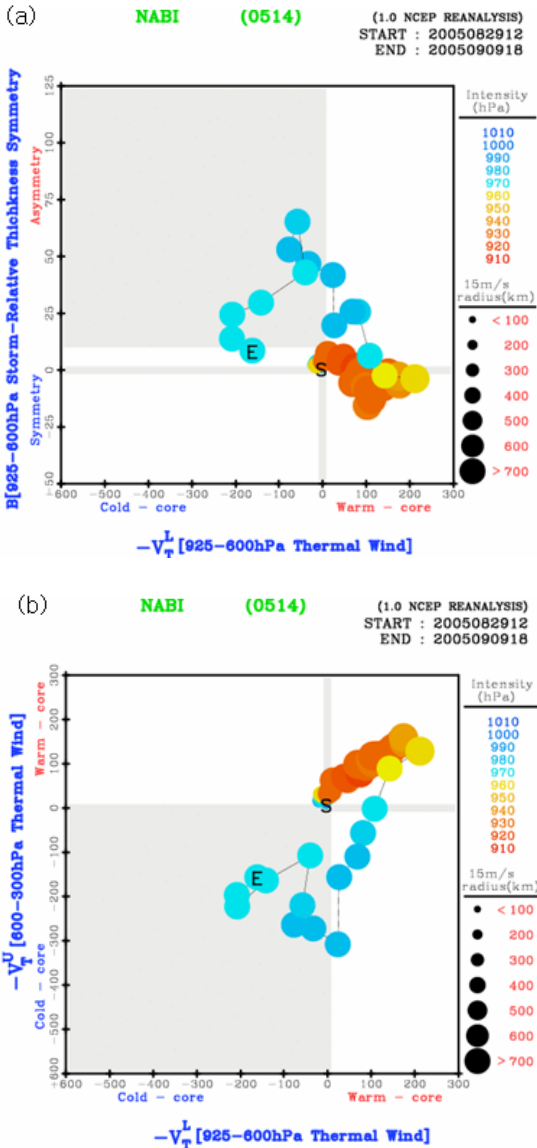 (a)
NABI (0514)
(1.0 NCEP REANALYSIS)
START : 2005082912
END : 2005090918
B[925-600hPa Storm-Relative Thichkness Symmetry]
Asymmetry
Symmetry
125
100
75
50
25
0
-25
-50
E
S
+600 -500 -400 -300 -200 -100 0 100 200 300
Cold - core
Warm - core
-V_T^L [925-600hPa Thermal Wind]
Intensity
(hPa)
1010
1000
990
980
970
960
950
940
930
920
910
15m/s
radius(km)
< 100
200
300
400
500
600
> 700
(b)
NABI (0514)
(1.0 NCEP REANALYSIS)
START : 2005082912
END : 2005090918
-V_T^U [600-300hPa Thermal Wind]
Warm - core
Cold - core
300
200
100
0
-100
-200
-300
-400
-500
+600
S
E
+600 -500 -400 -300 -200 -100 0 100 200 300
Cold - core
Warm - core
-V_T^L [925-600hPa Thermal Wind]
Intensity
(hPa)
1010
1000
990
980
970
960
950
940
930
920
910
15m/s
radius(km)
< 100
200
300
400
500
600
> 700